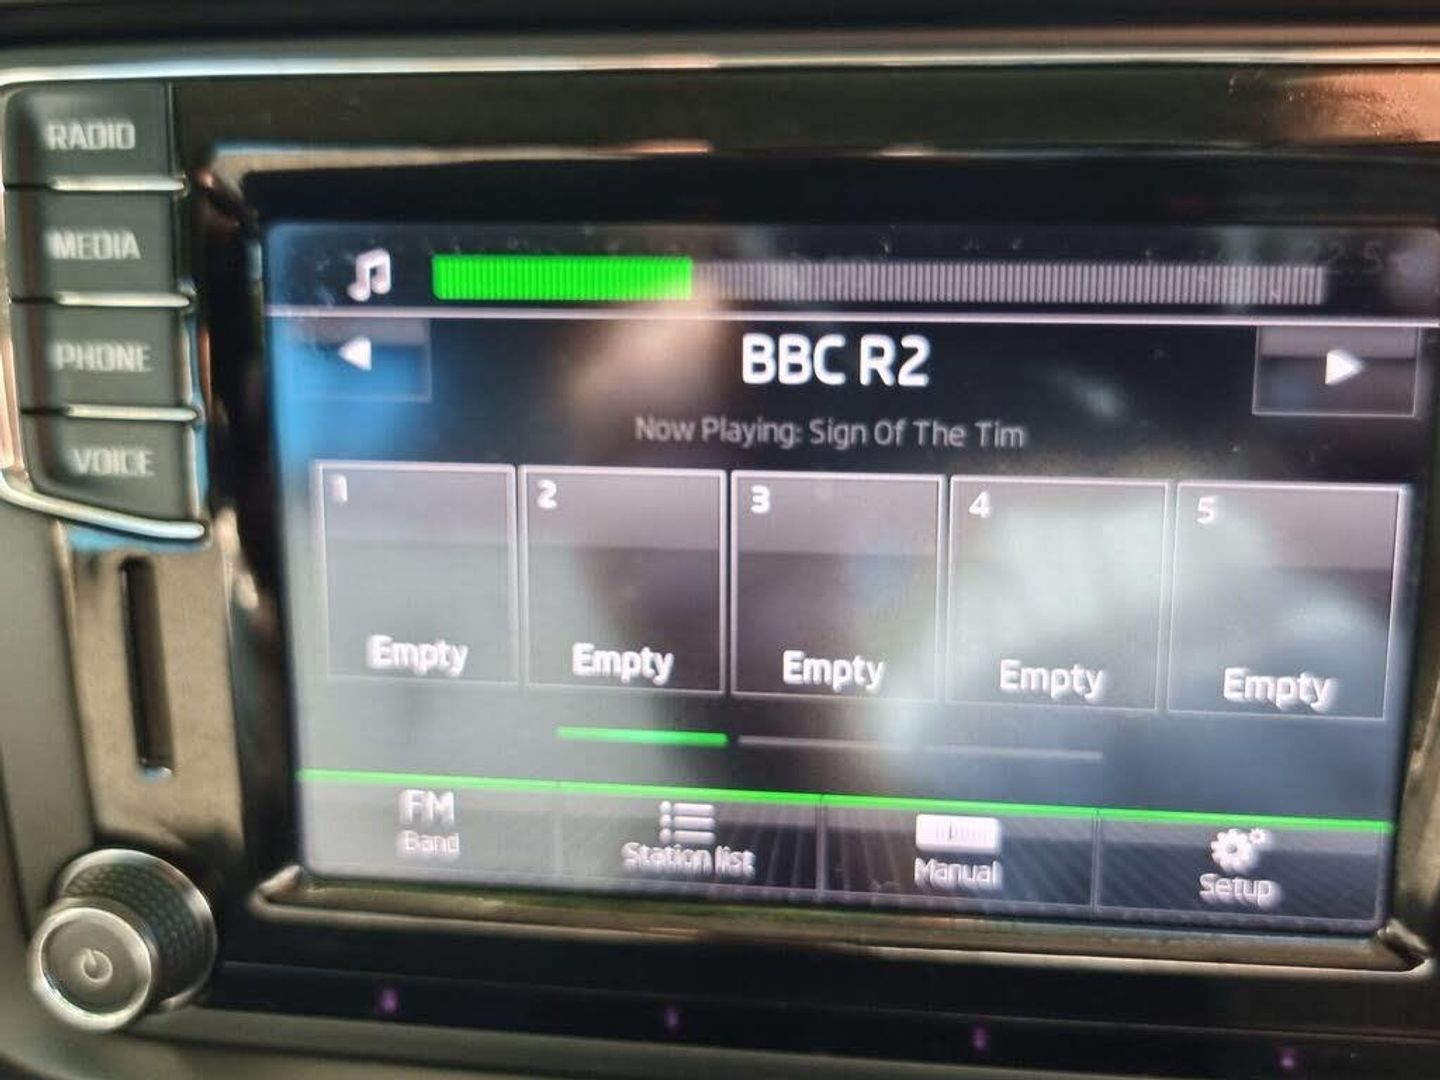 RADIO
MEDIA
PHONE
VOICE
BBC R2
Now Playing: Sign Of The Tim
1
2
3
4
5
Empty
Empty
Empty
Empty
Empty
FM
Band
Station list
Manual
Setup